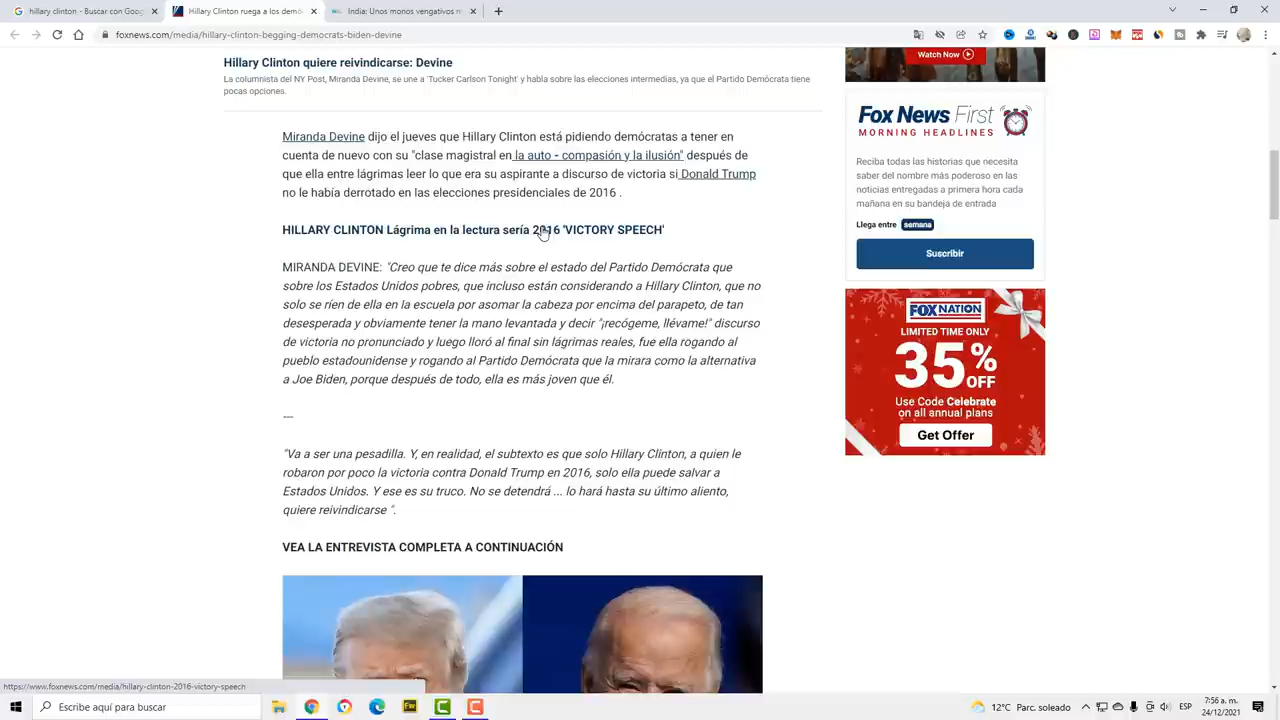 hillary clinton - Buscar con Goog
Hillary Clinton ruega a los dem
India: Unos monos vengativos m
foxnews.com/media/hillary-clinton-begging-democrats-biden-devine
Hillary Clinton quiere reivindicarse: Devine
La columnista del NY Post, Miranda Devine, se une a 'Tucker Carlson Tonight' y habla sobre las elecciones intermedias, ya que el Partido Demócrata tiene
pocas opciones.
Miranda Devine dijo el jueves que Hillary Clinton está pidiendo demócratas a tener en
cuenta de nuevo con su "clase magistral en la auto - compasión y la ilusión" después de
que ella entre lágrimas leer lo que era su aspirante a discurso de victoria si Donald Trump
no le había derrotado en las elecciones presidenciales de 2016 .
HILLARY CLINTON Lágrima en la lectura sería 2016 'VICTORY SPEECH'
MIRANDA DEVINE: "Creo que te dice más sobre el estado del Partido Demócrata que
sobre los Estados Unidos pobres, que incluso están considerando a Hillary Clinton, que no
solo se ríen de ella en la escuela por asomar la cabeza por encima del parapeto, de tan
desesperada y obviamente tener la mano levantada y decir "¡recógeme, llévame!" discurso
de victoria no pronunciado y luego lloró al final sin lágrimas reales, fue ella rogando al
pueblo estadounidense y rogando al Partido Demócrata que la mirara como la alternativa
a Joe Biden, porque después de todo, ella es más joven que él.
---
"Va a ser una pesadilla. Y, en realidad, el subtexto es que solo Hillary Clinton, a quien le
robaron por poco la victoria contra Donald Trump en 2016, solo ella puede salvar a
Estados Unidos. Y ese es su truco. No se detendrá ... lo hará hasta su último aliento,
quiere reivindicarse ".
VEA LA ENTREVISTA COMPLETA A CONTINUACIÓN
Watch Now
Fox News First
MORNING HEADLINES
Reciba todas las historias que necesita
saber del nombre más poderoso en las
noticias entregadas a primera hora cada
mañana en su bandeja de entrada
Llega entre semana
Suscribir
FOX NATION
LIMITED TIME ONLY
35% OFF
Use Code Celebrate
on all annual plans
Get Offer
https://www.foxnews.com/media/hillary-clinton-2016-victory-speech
Escribe aquí para buscar
12°C Parc. soleado
ESP
7:56 a. m.
24/12/2021